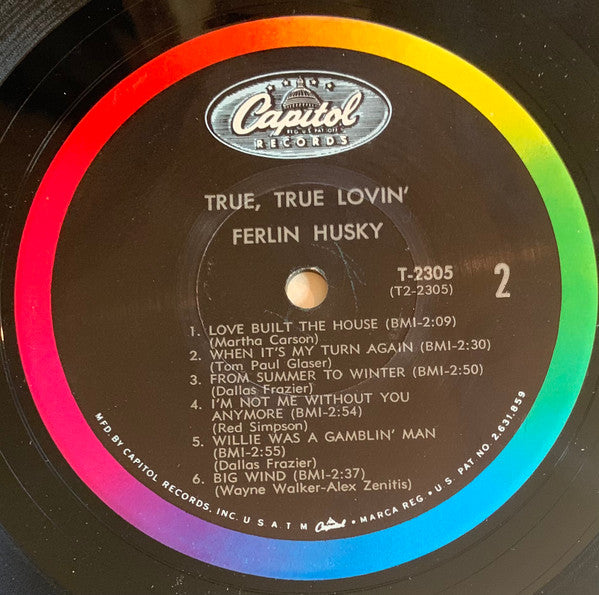 Capitol
REG. U.S. PAT. OFF.
RECORDS
TRUE, TRUE LOVIN'
FERLIN HUSKY
T-2305
(T2-2305)
2
1. LOVE BUILT THE HOUSE (BMI-2:09)
(Martha Carson)
2. WHEN IT'S MY TURN AGAIN (BMI-2:30)
(Tom Paul Glaser)
3. FROM SUMMER TO WINTER (BMI-2:50)
(Dallas Frazier)
4. I'M NOT ME WITHOUT YOU
ANYMORE (BMI-2:54)
(Red Simpson)
5. WILLIE WAS A GAMBLIN' MAN
(BMI-2:55)
(Dallas Frazier)
6. BIG WIND (BMI-2:37)
(Wayne Walker-Alex Zenitis)
MFD. BY CAPITOL RECORDS, INC. U S A T M Capitol • MARCA REG. • U.S. PAT. NO. 2,631,859